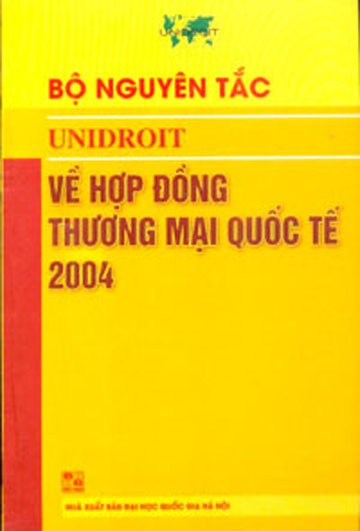 UNIDROIT
BỘ NGUYÊN TẮC
UNIDROIT
VỀ HỢP ĐỒNG
THƯƠNG MẠI QUỐC TẾ
2004
NHÀ XUẤT BẢN ĐẠI HỌC QUỐC GIA HÀ NỘI